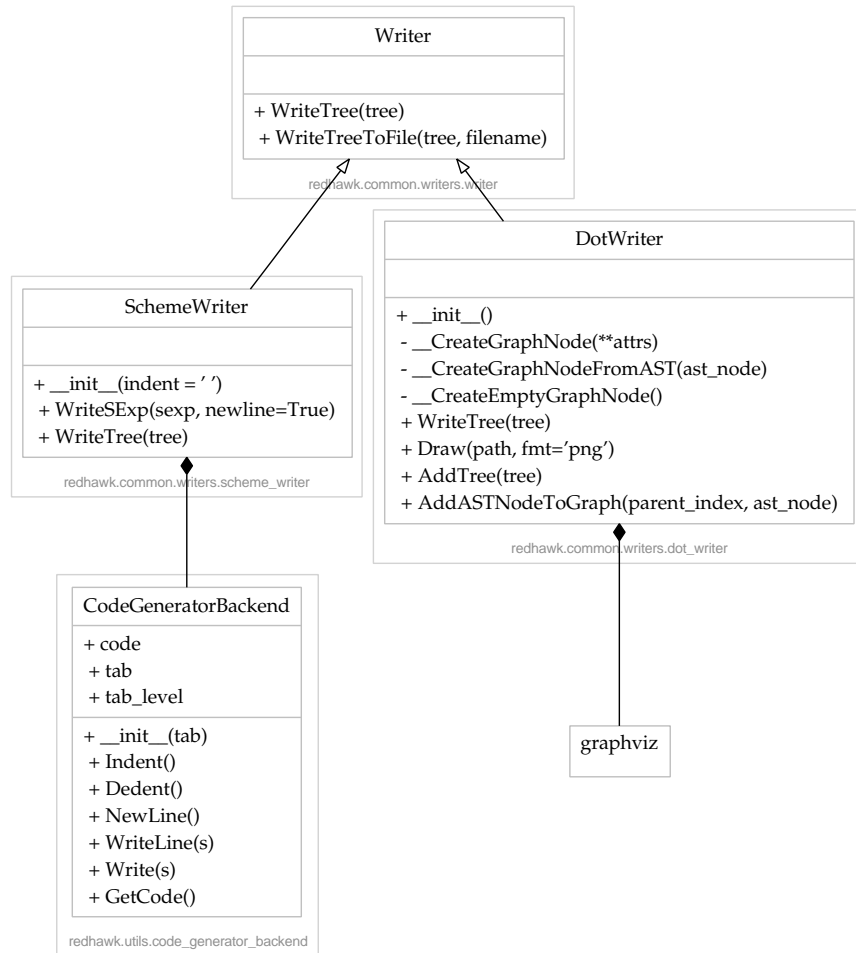 Writer
+ WriteTree(tree)
+ WriteTreeToFile(tree, filename)
redhawk.common.writers.writer
DotWriter
+ __init__()
- __CreateGraphNode(**attrs)
- __CreateGraphNodeFromAST(ast_node)
- __CreateEmptyGraphNode()
+ WriteTree(tree)
+ Draw(path, fmt='png')
+ AddTree(tree)
+ AddASTNodeToGraph(parent_index, ast_node)
redhawk.common.writers.dot_writer
SchemeWriter
+ __init__(indent = ' ')
+ WriteSExp(sexp, newline=True)
+ WriteTree(tree)
redhawk.common.writers.scheme_writer
CodeGeneratorBackend
+ code
+ tab
+ tab_level
+ __init__(tab)
+ Indent()
+ Dedent()
+ NewLine()
+ WriteLine(s)
+ Write(s)
+ GetCode()
redhawk.utils.code_generator_backend
graphviz